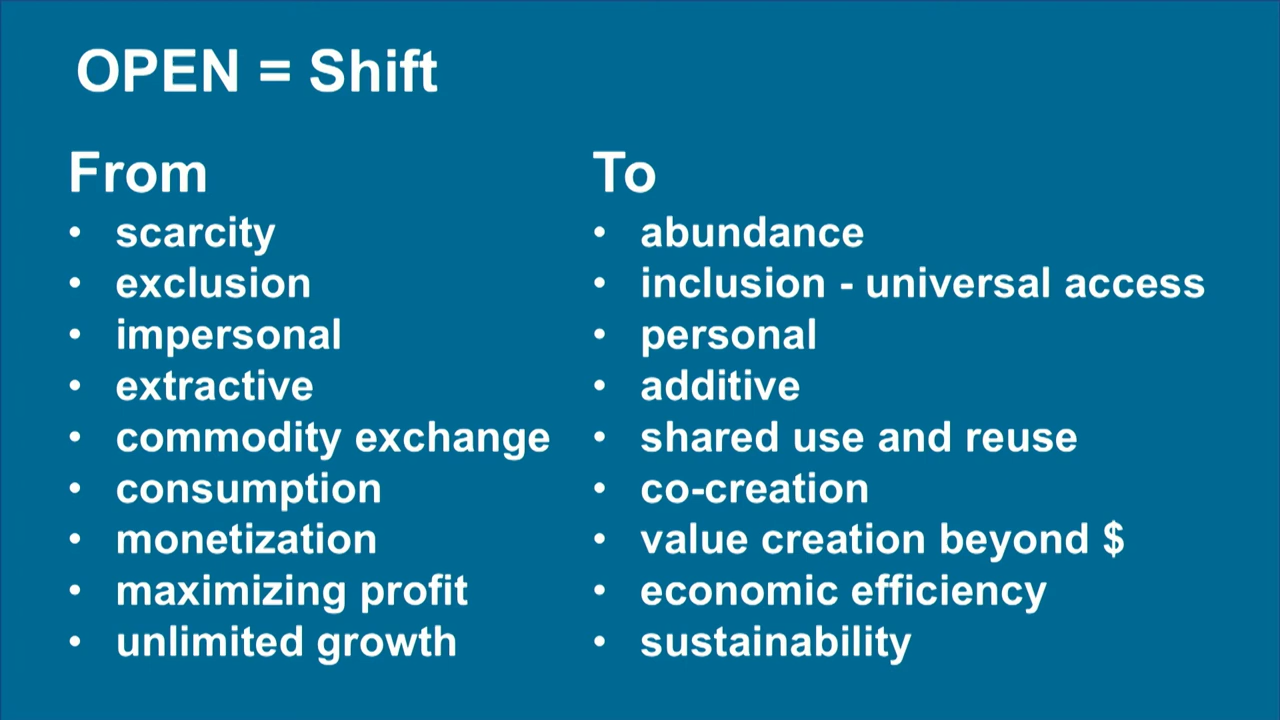 OPEN = Shift
From
• scarcity
• exclusion
• impersonal
• extractive
• commodity exchange
• consumption
• monetization
• maximizing profit
• unlimited growth
To
• abundance
• inclusion - universal access
• personal
• additive
• shared use and reuse
• co-creation
• value creation beyond $
• economic efficiency
• sustainability